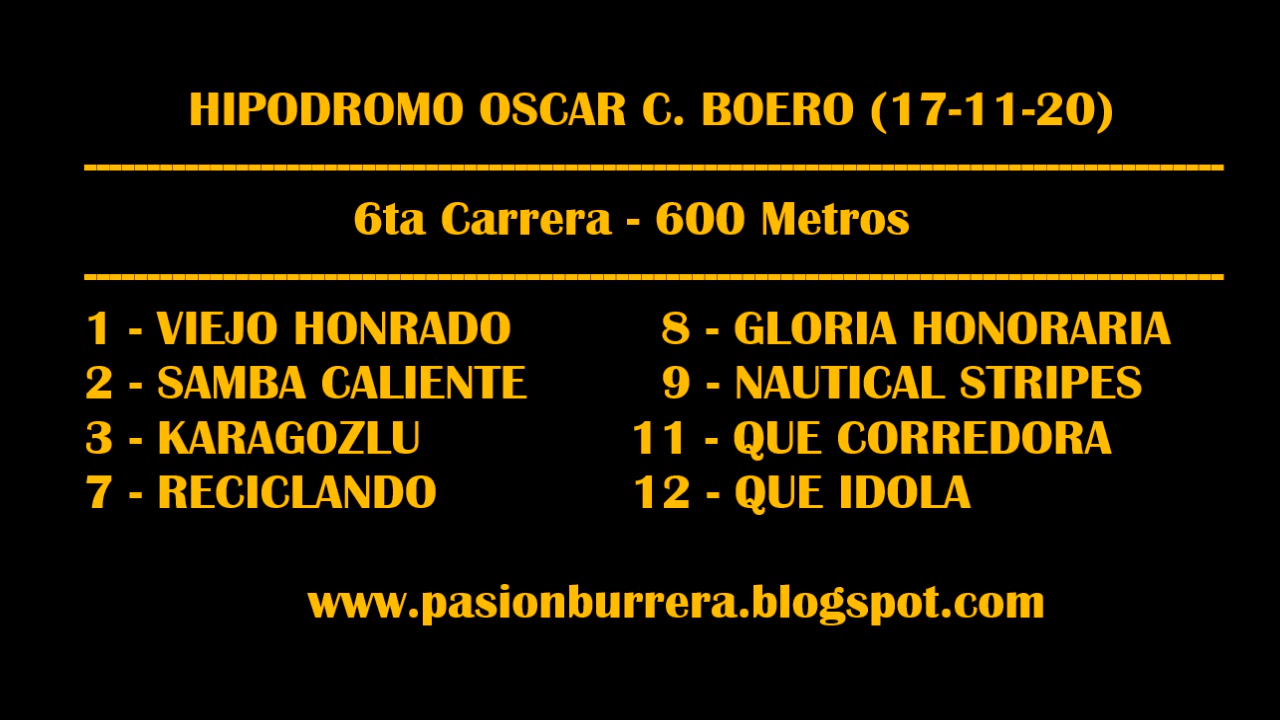 HIPODROMO OSCAR C. BOERO (17-11-20)
--------------------------------------------------------------------------------
6ta Carrera - 600 Metros
--------------------------------------------------------------------------------
1 - VIEJO HONRADO 8 - GLORIA HONORARIA
2 - SAMBA CALIENTE 9 - NAUTICAL STRIPES
3 - KARAGOZLU 11 - QUE CORREDORA
7 - RECICLANDO 12 - QUE IDOLA
www.pasionburrera.blogspot.com